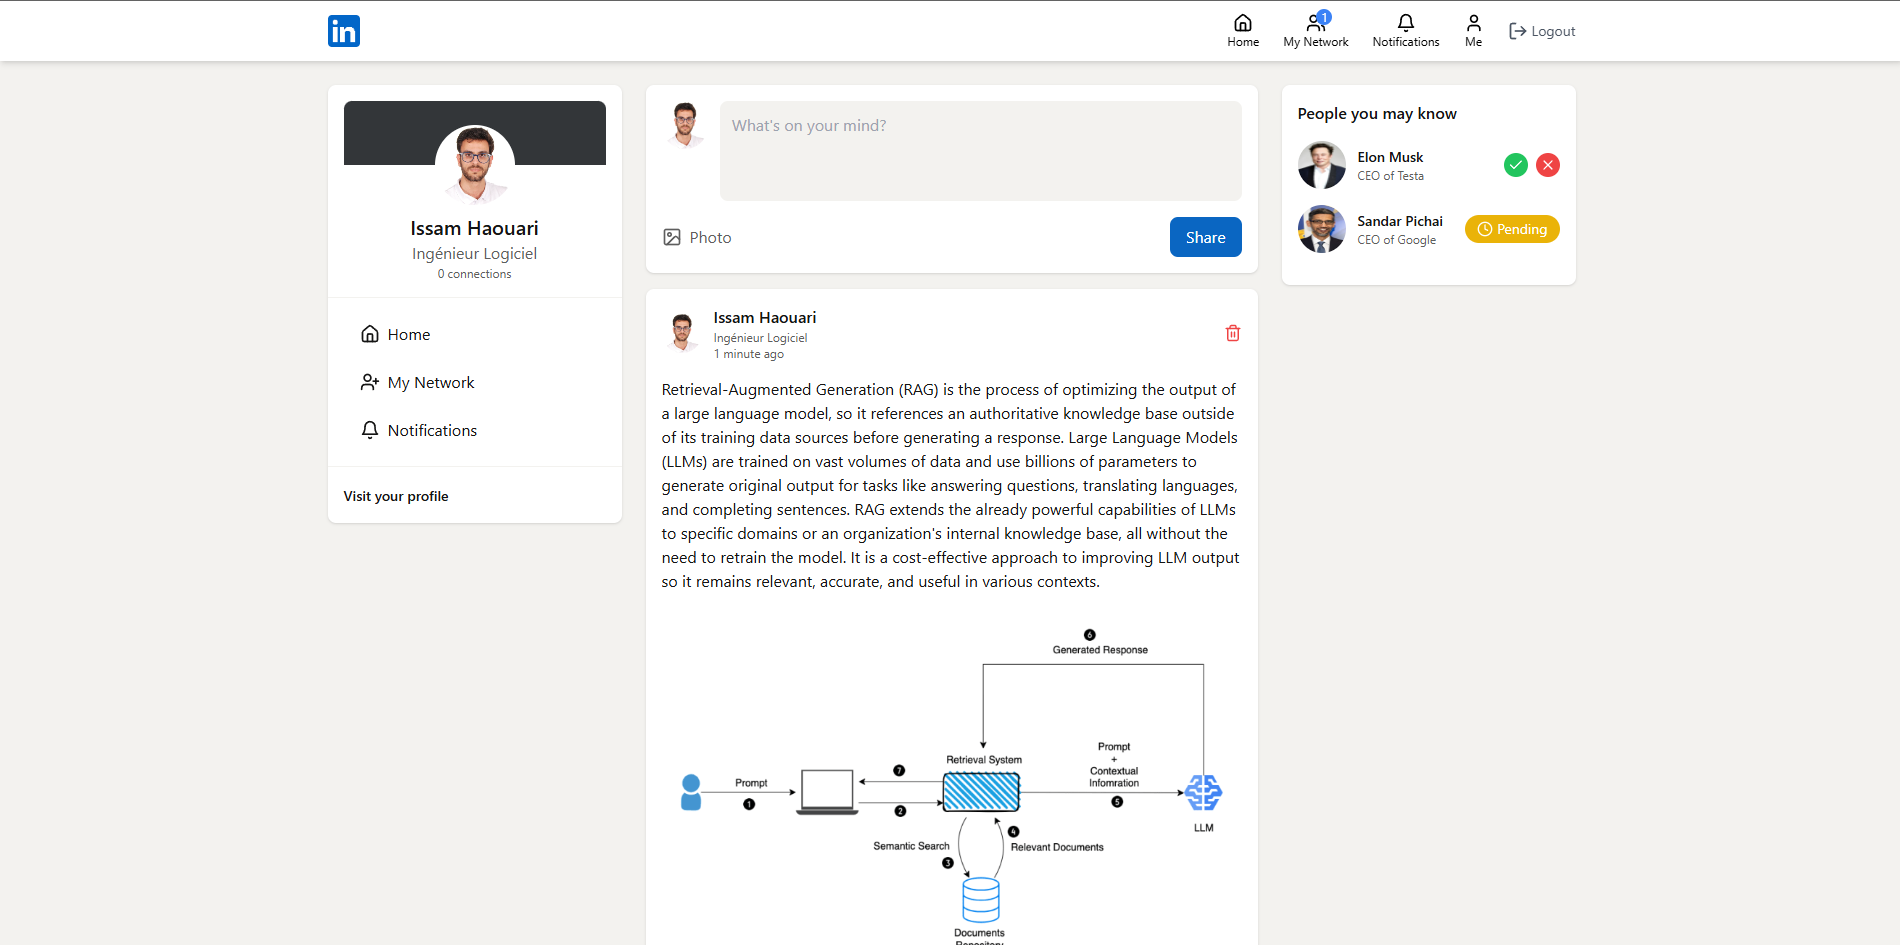 in
Home
1
My Network
Notifications
Me
Logout
Issam Haouari
Ingénieur Logiciel
0 connections
Home
My Network
Notifications
Visit your profile
What's on your mind?
Photo
Share
Issam Haouari
Ingénieur Logiciel
1 minute ago
Retrieval-Augmented Generation (RAG) is the process of optimizing the output of
a large language model, so it references an authoritative knowledge base outside
of its training data sources before generating a response. Large Language Models
(LLMs) are trained on vast volumes of data and use billions of parameters to
generate original output for tasks like answering questions, translating languages,
and completing sentences. RAG extends the already powerful capabilities of LLMs
to specific domains or an organization's internal knowledge base, all without the
need to retrain the model. It is a cost-effective approach to improving LLM output
so it remains relevant, accurate, and useful in various contexts.
6
Generated Response
Retrieval System
Prompt
+
Contextual
Infomration
5
Prompt
1
7
2
LLM
4
Semantic Search
Relevant Documents
3
Documents
Repository
People you may know
Elon Musk
CEO of Testa
Sandar Pichai
CEO of Google
Pending